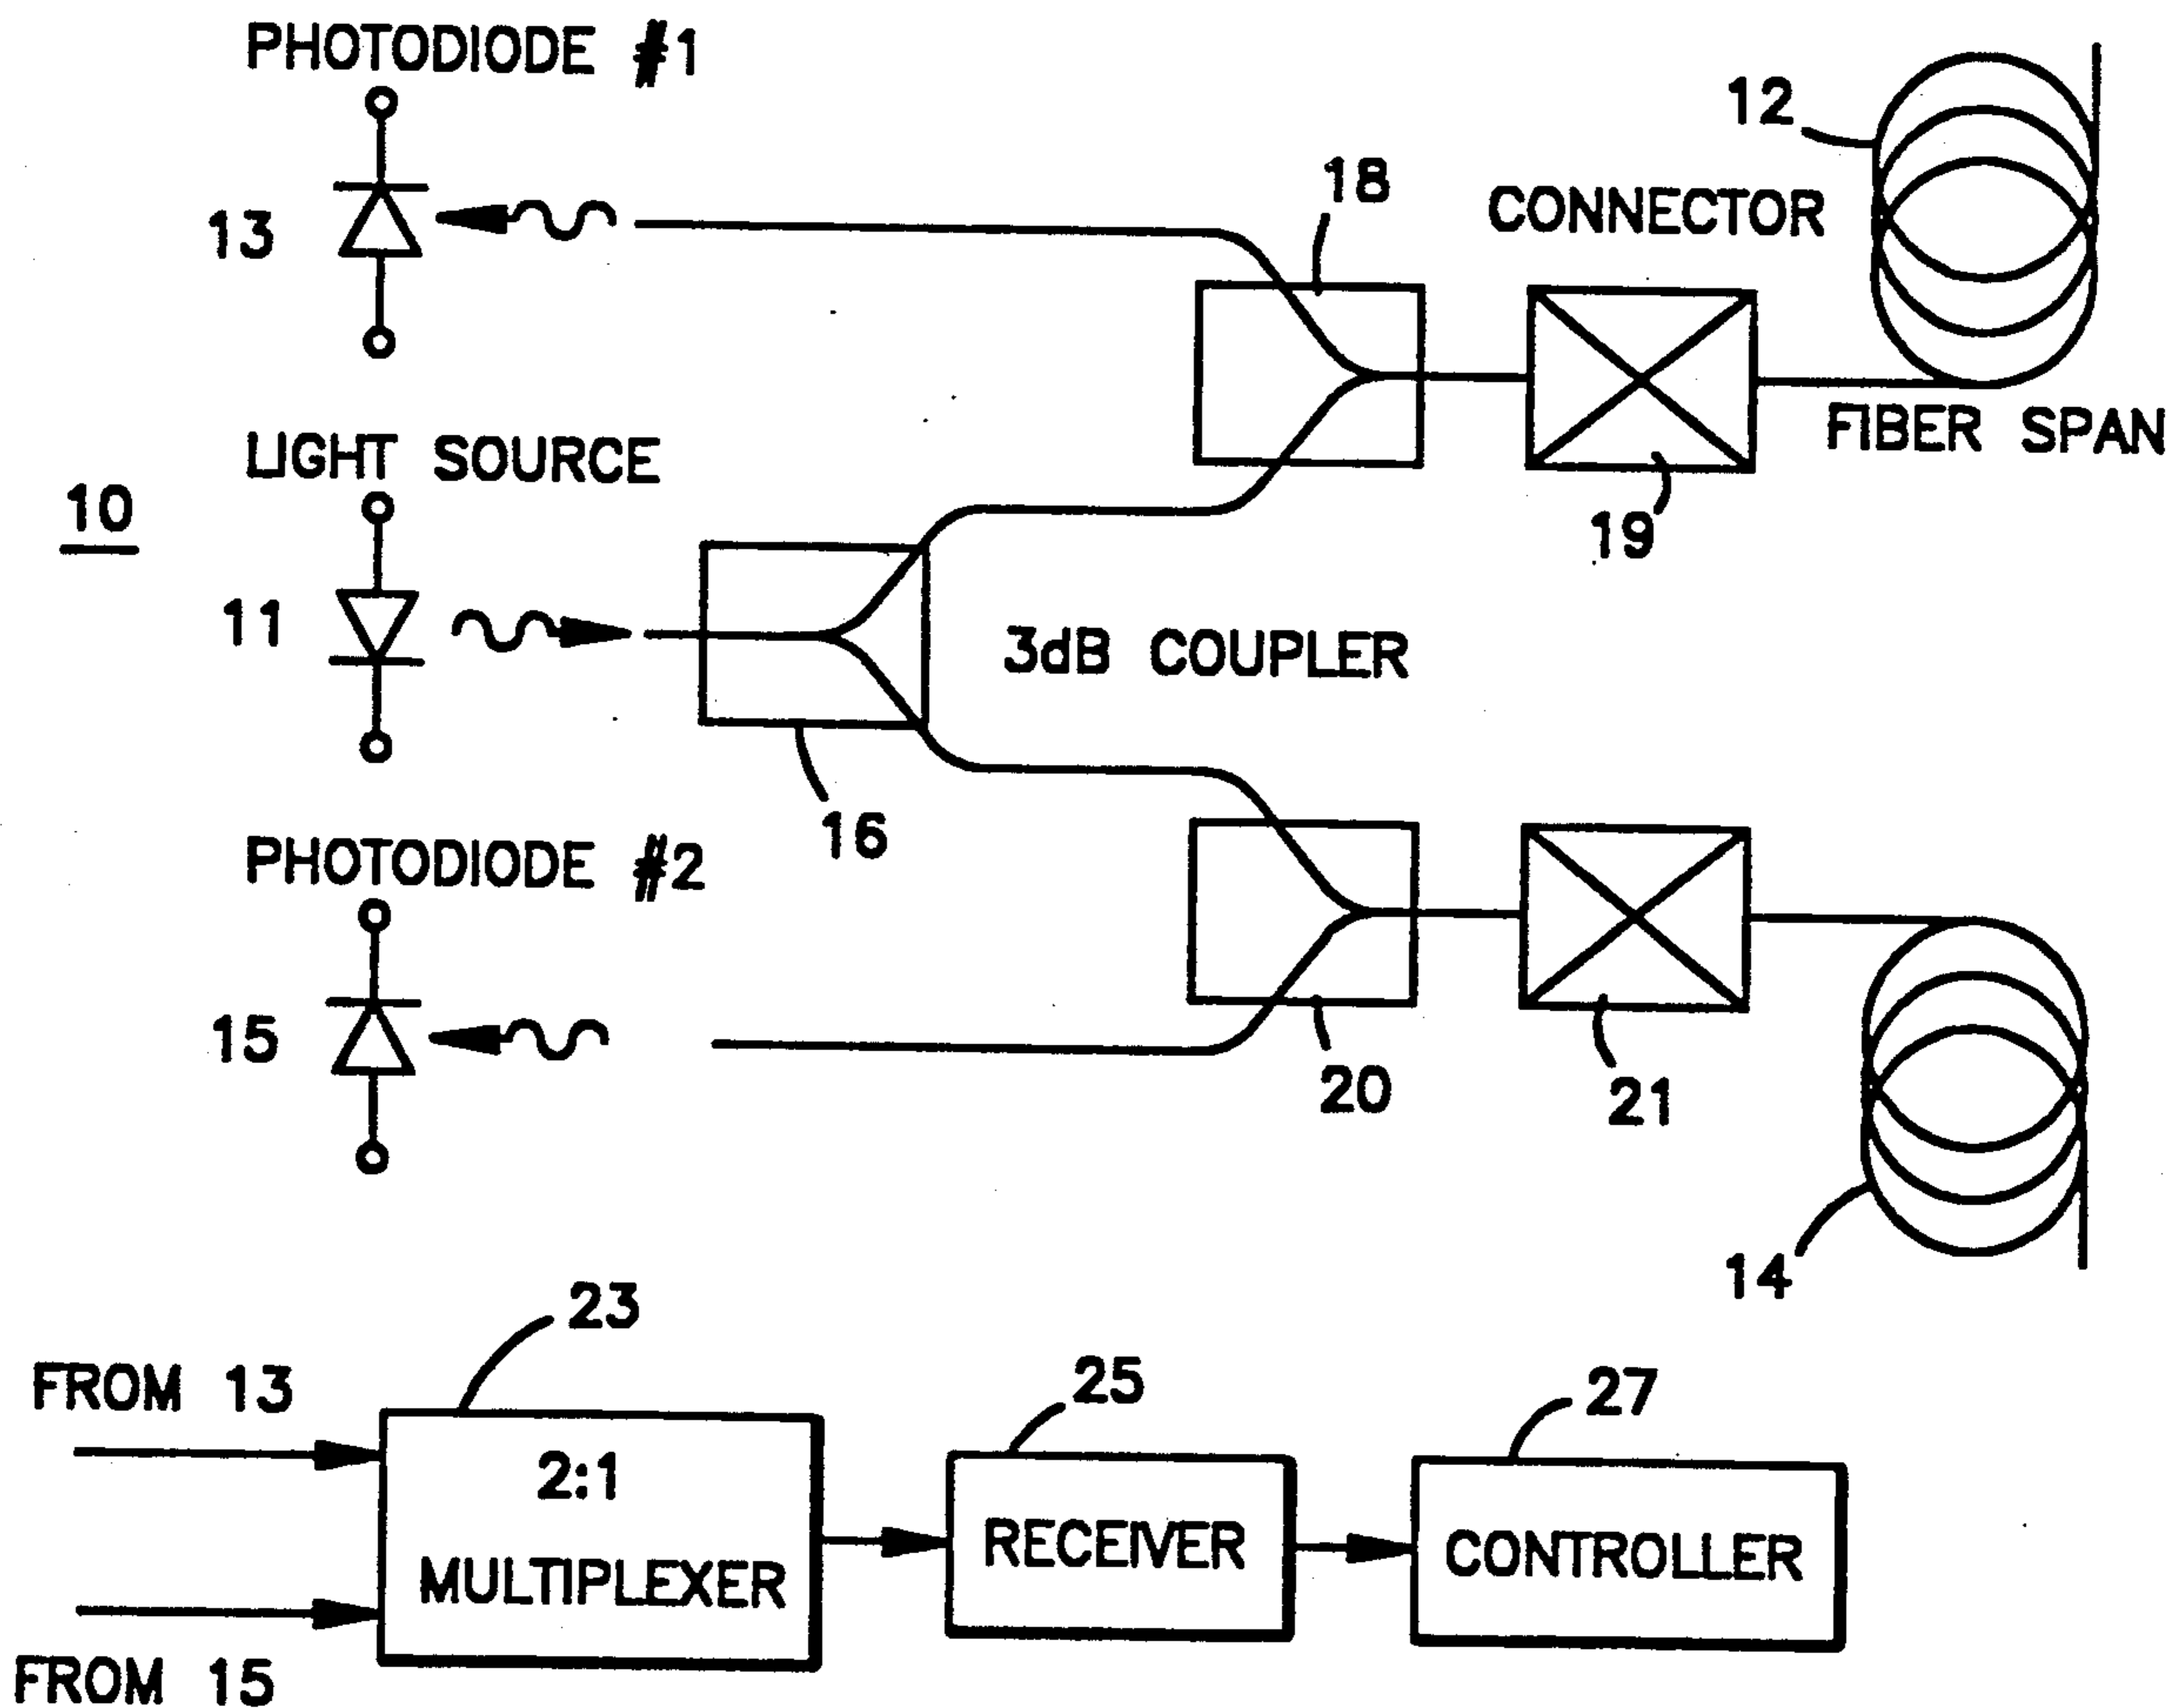 PHOTODIODE #1
12
18
CONNECTOR
13
FIBER SPAN
LIGHT SOURCE
10
19
11
3dB COUPLER
16
PHOTODIODE #2
15
20
21
14
23
FROM 13
25
27
2:1
MULTIPLEXER
RECEIVER
CONTROLLER
FROM 15